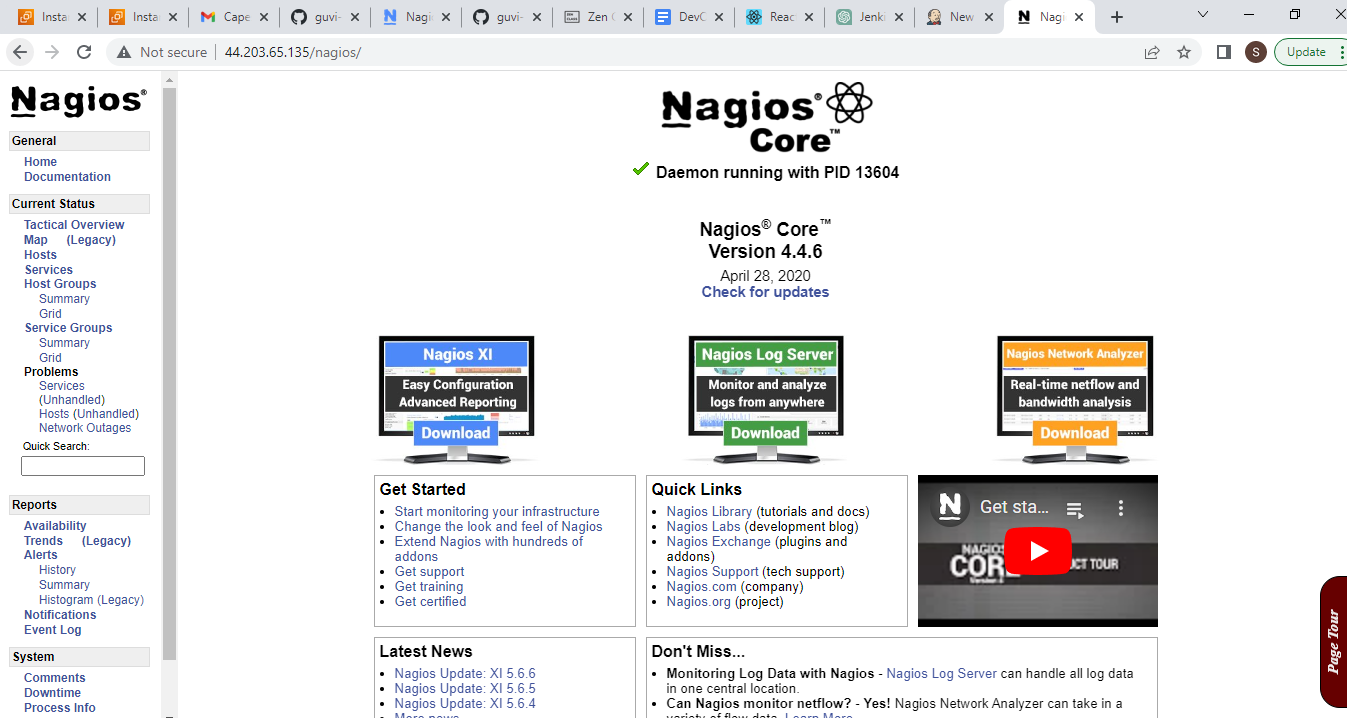 Insta
Insta
Cape
guvi-
Nagi
guvi-
Zen C
DevC
Reac
Jenki
New
Nagi
Not secure
44.203.65.135/nagios/
S
Update
Nagios®
General
Home
Documentation
Current Status
Tactical Overview
Map (Legacy)
Hosts
Services
Host Groups
Summary
Grid
Service Groups
Summary
Grid
Problems
Services
(Unhandled)
Hosts (Unhandled)
Network Outages
Quick Search:
Reports
Availability
Trends (Legacy)
Alerts
History
Summary
Histogram (Legacy)
Notifications
Event Log
System
Comments
Downtime
Process Info
Nagios®
Core™
Daemon running with PID 13604
Nagios® Core™
Version 4.4.6
April 28, 2020
Check for updates
Nagios XI
Easy Configuration
Advanced Reporting
Download
Nagios Log Server
Monitor and analyze
logs from anywhere
Download
Nagios Network Analyzer
Real-time netflow and
bandwidth analysis
Download
Get Started
Start monitoring your infrastructure
Change the look and feel of Nagios
Extend Nagios with hundreds of
addons
Get support
Get training
Get certified
Quick Links
Nagios Library (tutorials and docs)
Nagios Labs (development blog)
Nagios Exchange (plugins and
addons)
Nagios Support (tech support)
Nagios.com (company)
Nagios.org (project)
N
Get sta...
NAGIOS
CORE
CT TOUR
Latest News
Nagios Update: XI 5.6.6
Nagios Update: XI 5.6.5
Nagios Update: XI 5.6.4
More news
Don't Miss...
Monitoring Log Data with Nagios - Nagios Log Server can handle all log data
in one central location.
Can Nagios monitor netflow? - Yes! Nagios Network Analyzer can take in a
variety of flow data. Learn More
Page Tour